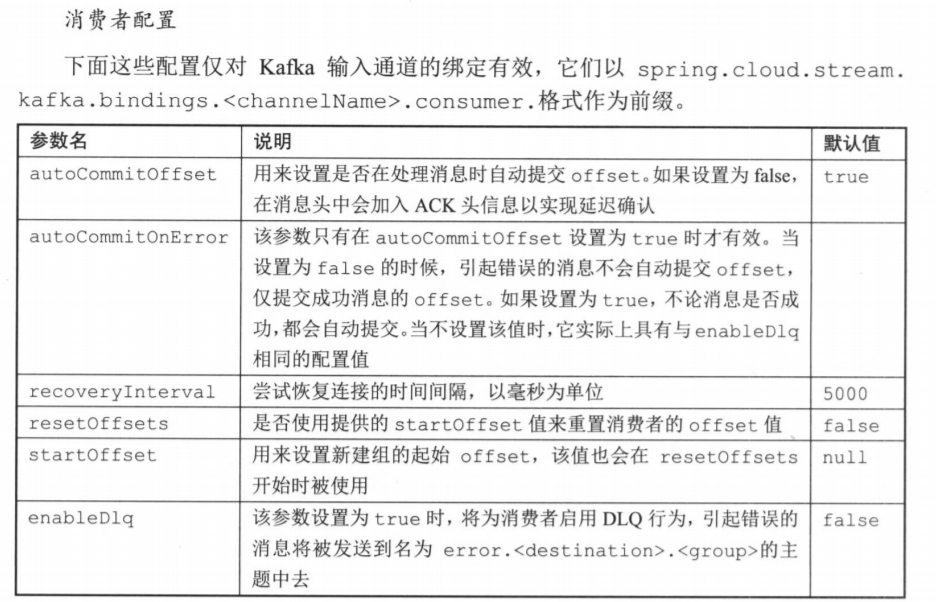 消费者配置
下面这些配置仅对 Kafka 输入通道的绑定有效，它们以 spring.cloud.stream.
kafka.bindings.<channelName>.consumer.格式作为前缀。
参数名 说明 默认值
autoCommitOffset 用来设置是否在处理消息时自动提交 offset。如果设置为 false， true
在消息头中会加入 ACK 头信息以实现延迟确认
autoCommitOnError 该参数只有在 autoCommitOffset 设置为 true 时才有效。当
设置为 false 的时候，引起错误的消息不会自动提交 offset，
仅提交成功消息的 offset。如果设置为 true，不论消息是否成
功，都会自动提交。当不设置该值时，它实际上具有与 enableDlq
相同的配置值
recoveryInterval 尝试恢复连接的时间间隔，以毫秒为单位 5000
resetOffsets 是否使用提供的 startOffset 值来重置消费者的 offset 值 false
startOffset 用来设置新建组的起始 offset，该值也会在 resetOffsets null
开始时被使用
enableDlq 该参数设置为 true 时，将为消费者启用 DLQ 行为，引起错误的 false
消息将被发送到名为 error.<destination>.<group>的主
题中去